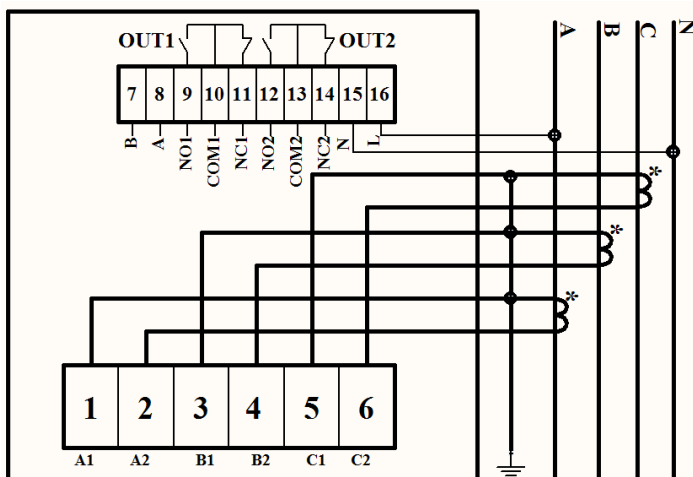 A B C N
OUT1 OUT2
7 8 9 10 11 12 13 14 15 16
B A NO1 COM1 NC1 NO2 COM2 NC2 N L
*
*
*
1 2 3 4 5 6
A1 A2 B1 B2 C1 C2